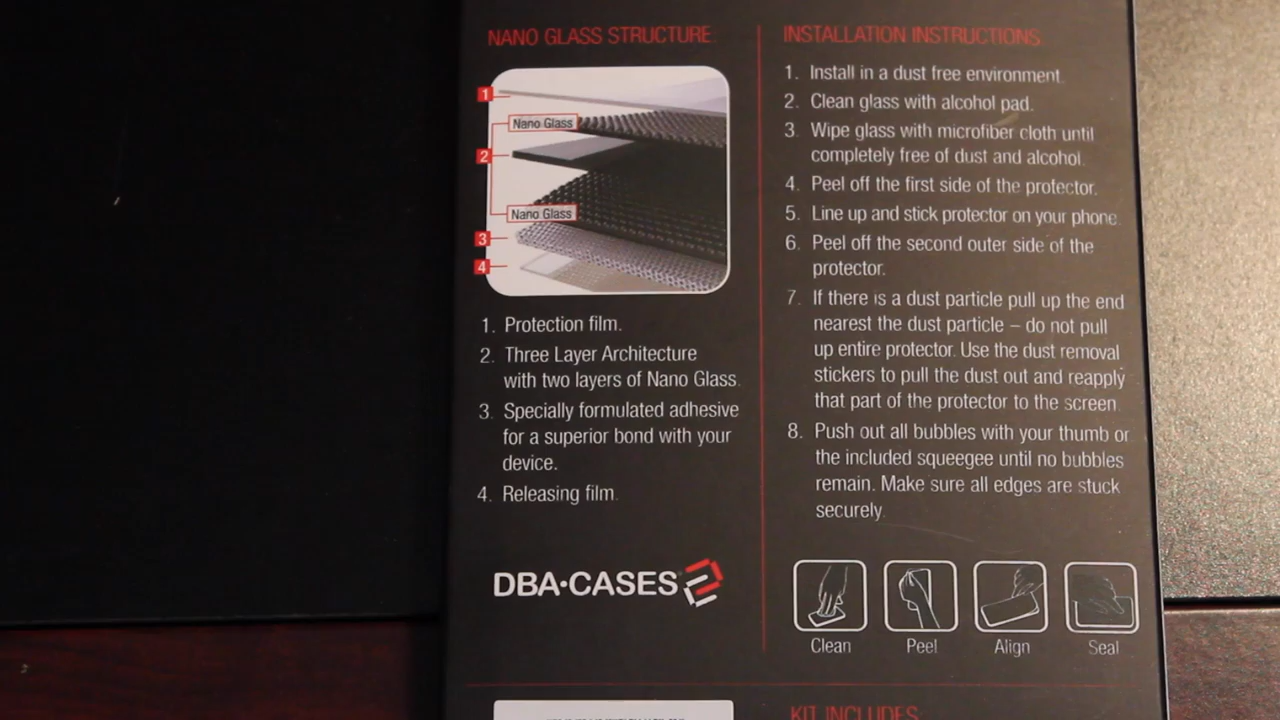 NANO GLASS STRUCTURE
1
Nano Glass
2
Nano Glass
3
4
1. Protection film.
2. Three Layer Architecture
with two layers of Nano Glass.
3. Specially formulated adhesive
for a superior bond with your
device.
4. Releasing film.
DBA·CASES
INSTALLATION INSTRUCTIONS
1. Install in a dust free environment.
2. Clean glass with alcohol pad.
3. Wipe glass with microfiber cloth until
completely free of dust and alcohol.
4. Peel off the first side of the protector.
5. Line up and stick protector on your phone.
6. Peel off the second outer side of the
protector.
7. If there is a dust particle pull up the end
nearest the dust particle – do not pull
up entire protector. Use the dust removal
stickers to pull the dust out and reapply
that part of the protector to the screen.
8. Push out all bubbles with your thumb or
the included squeegee until no bubbles
remain. Make sure all edges are stuck
securely.
Clean Peel Align Seal
KIT INCLUDES: